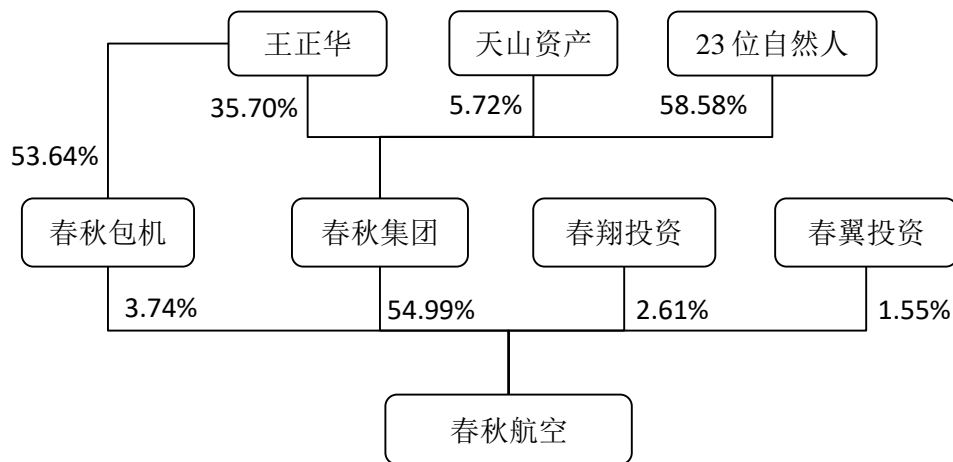 王正华
天山资产
23 位自然人
35.70%
5.72%
58.58%
53.64%
春秋包机
春秋集团
春翔投资
春翼投资
3.74%
54.99%
2.61%
1.55%
春秋航空